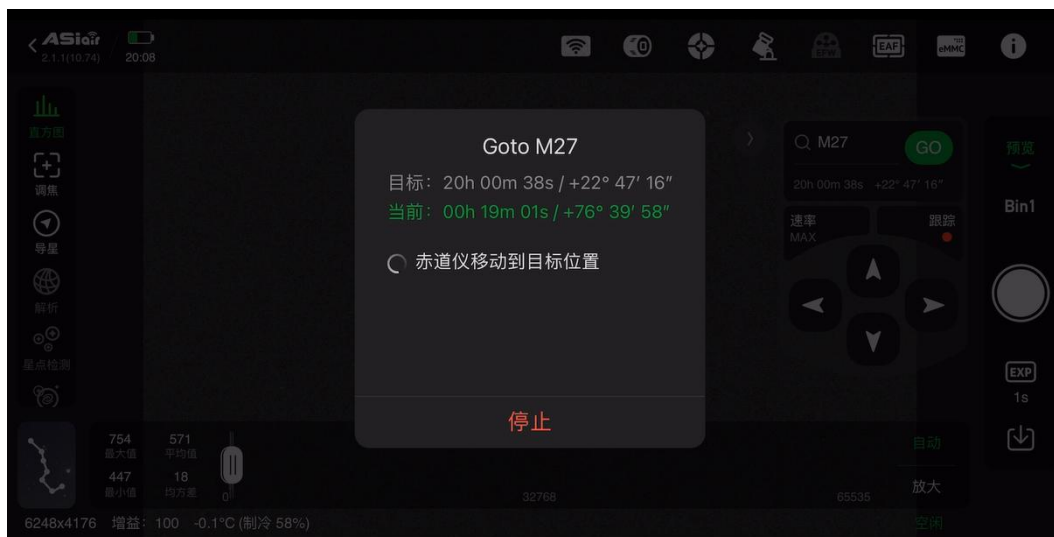 ASiair
2.1.1(10.74)
20:08
EFW
EAF
eMMC
直方图
调焦
导星
解析
星点检测
Goto M27
目标：20h 00m 38s / +22° 47′ 16″
当前：00h 19m 01s / +76° 39′ 58″
赤道仪移动到目标位置
停止
M27
GO
20h 00m 38s +22° 47′ 16″
速率
MAX
跟踪
预览
Bin1
EXP
1s
754 571
最大值 平均值
447 18
最小值 均方差
0 32768 65535
自动
放大
6248x4176 增益：100 -0.1°C (制冷 58%)
空闲